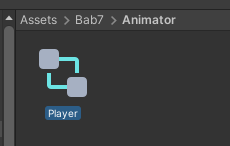 Assets > Bab7 > Animator
Player